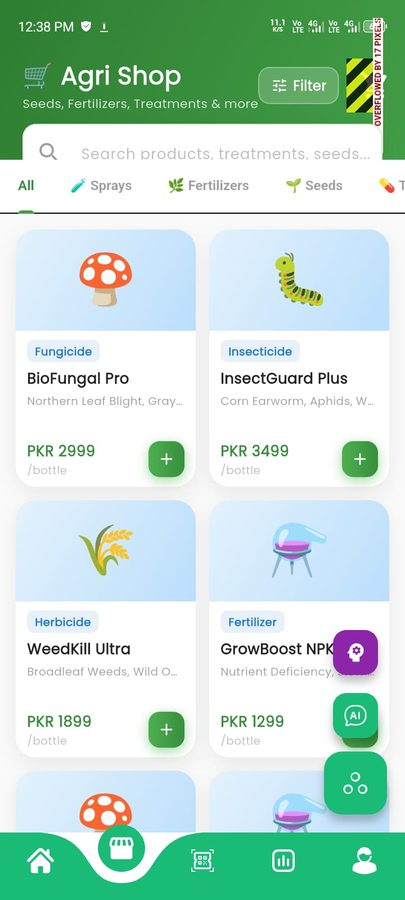 12:38 PM
11.1 K/S Vo LTE 4G Vo LTE 4G
OVERFLOWED BY 17 PIXELS
🛒 Agri Shop
Seeds, Fertilizers, Treatments & more
Filter
Search products, treatments, seeds...
All 🧪 Sprays 🌿 Fertilizers 🌱 Seeds 💊 T
Fungicide
BioFungal Pro
Northern Leaf Blight, Gray...
PKR 2999
/bottle
Insecticide
InsectGuard Plus
Corn Earworm, Aphids, W...
PKR 3499
/bottle
Herbicide
WeedKill Ultra
Broadleaf Weeds, Wild O...
PKR 1899
/bottle
Fertilizer
GrowBoost NPK
Nutrient Deficiency,
PKR 1299
/bottle
AI